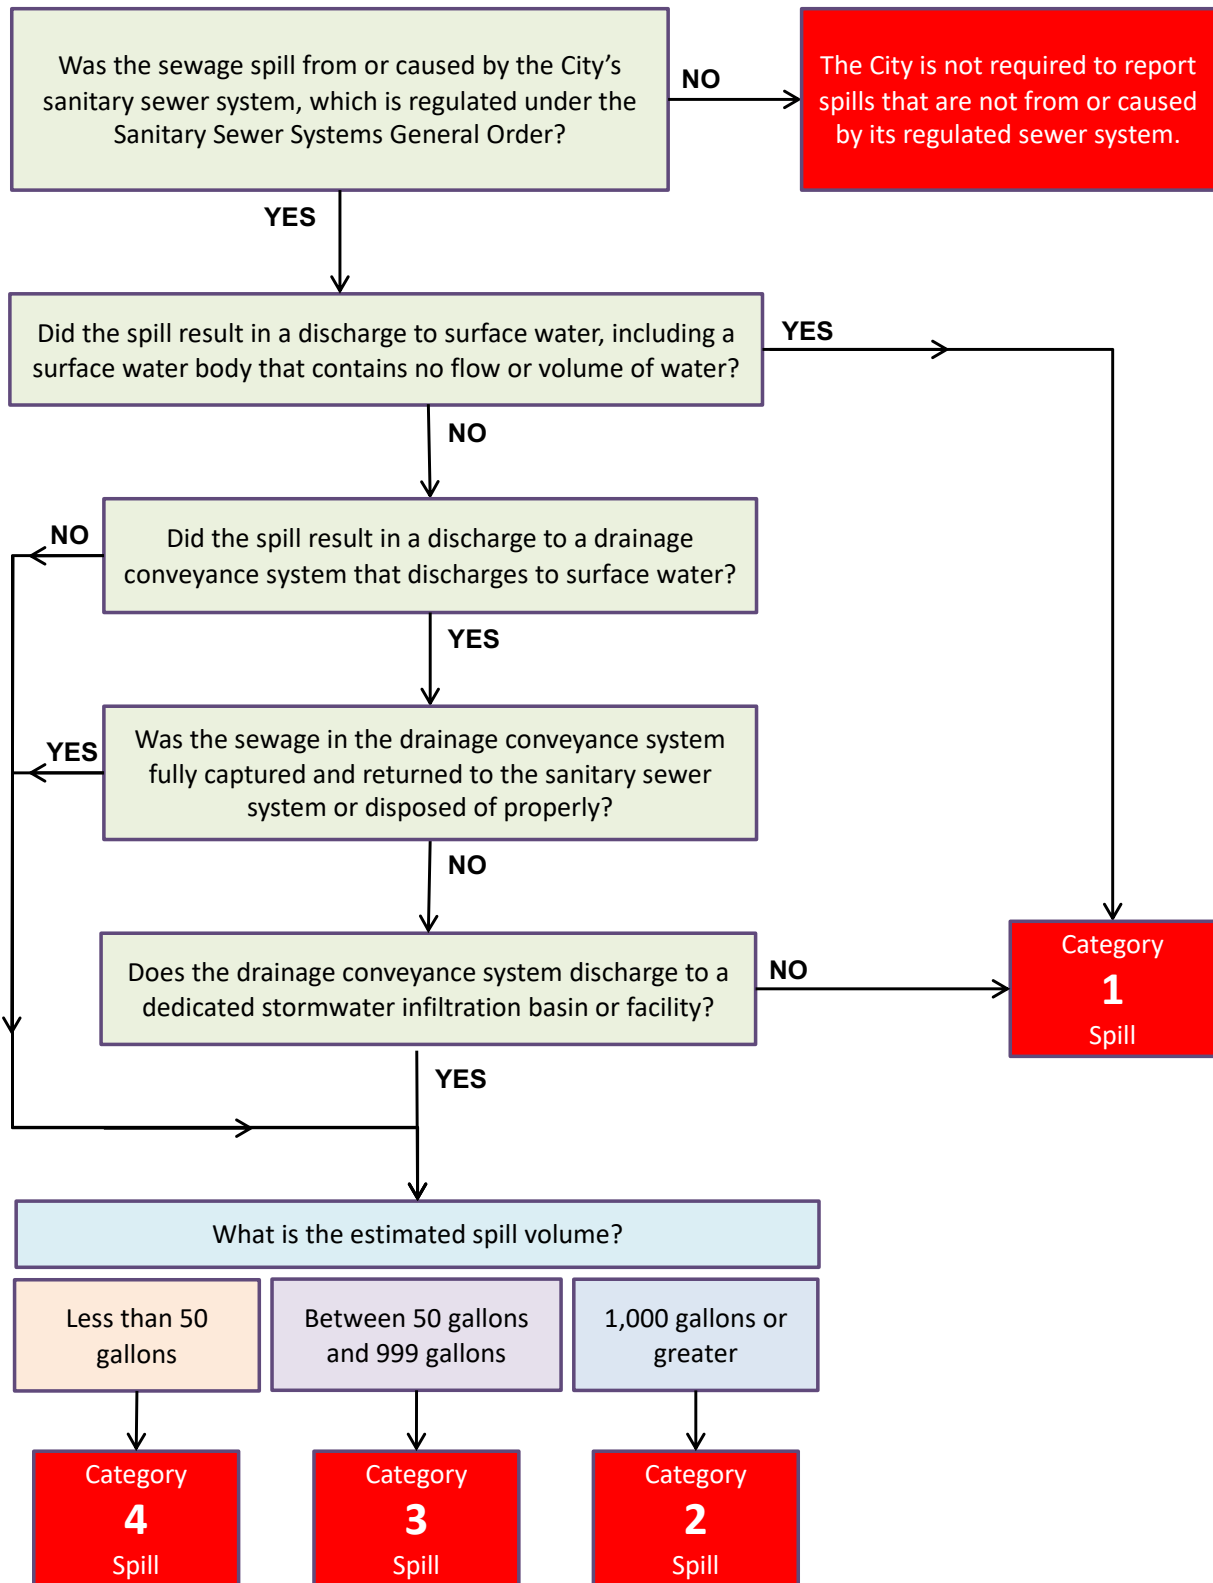 Was the sewage spill from or caused by the City’s
sanitary sewer system, which is regulated under the
Sanitary Sewer Systems General Order?
NO
The City is not required to report
spills that are not from or caused
by its regulated sewer system.
YES
Did the spill result in a discharge to surface water, including a
surface water body that contains no flow or volume of water?
YES
NO
NO
Did the spill result in a discharge to a drainage
conveyance system that discharges to surface water?
YES
YES
Was the sewage in the drainage conveyance system
fully captured and returned to the sanitary sewer
system or disposed of properly?
NO
Does the drainage conveyance system discharge to a
dedicated stormwater infiltration basin or facility?
NO
Category
1
Spill
YES
What is the estimated spill volume?
Less than 50
gallons
Between 50 gallons
and 999 gallons
1,000 gallons or
greater
Category
4
Spill
Category
3
Spill
Category
2
Spill